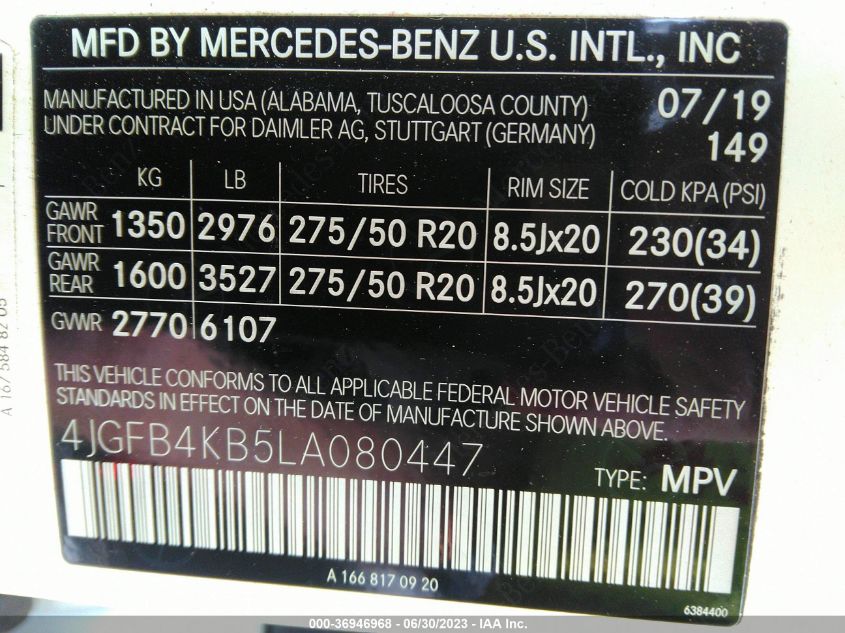 MFD BY MERCEDES-BENZ U.S. INTL., INC
MANUFACTURED IN USA (ALABAMA, TUSCALOOSA COUNTY) 07/19
UNDER CONTRACT FOR DAIMLER AG, STUTTGART (GERMANY) 149
KG LB TIRES RIM SIZE COLD KPA (PSI)
GAWR FRONT 1350 2976 275/50 R20 8.5Jx20 230(34)
GAWR REAR 1600 3527 275/50 R20 8.5Jx20 270(39)
GVWR 2770 6107
THIS VEHICLE CONFORMS TO ALL APPLICABLE FEDERAL MOTOR VEHICLE SAFETY
STANDARDS IN EFFECT ON THE DATE OF MANUFACTURE SHOWN ABOVE.
4JGFB4KB5LA080447
TYPE: MPV
A 166 817 09 20
6384400
A 167 584 82 05
000-36946968 - 06/30/2023 - IAA Inc.